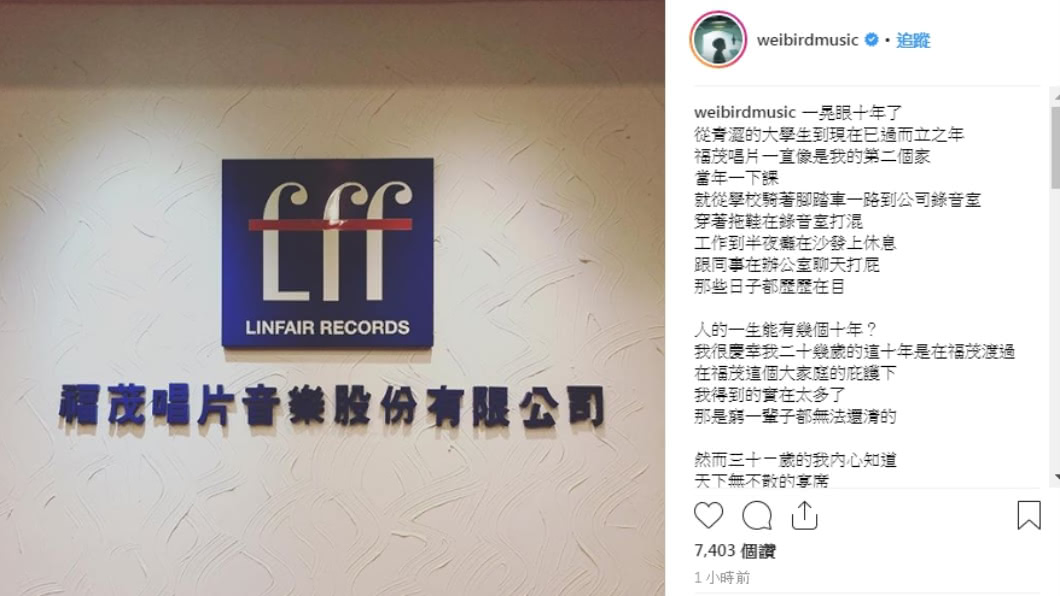 Lff
LINFAIR RECORDS
福茂唱片音樂股份有限公司
weibirdmusic • 追蹤
weibirdmusic 一晃眼十年了
從青澀的大學生到現在已過而立之年
福茂唱片一直像是我的第二個家
當年一下課
就從學校騎著腳踏車一路到公司錄音室
穿著拖鞋在錄音室打混
工作到半夜癱在沙發上休息
跟同事在辦公室聊天打屁
那些日子都歷歷在目
人的一生能有幾個十年？
我很慶幸我二十幾歲的這十年是在福茂渡過
在福茂這個大家庭的庇護下
我得到的實在太多了
那是窮一輩子都無法還清的
然而三十一歲的我內心知道
天下無不散的宴席
7,403 個讚
1 小時前